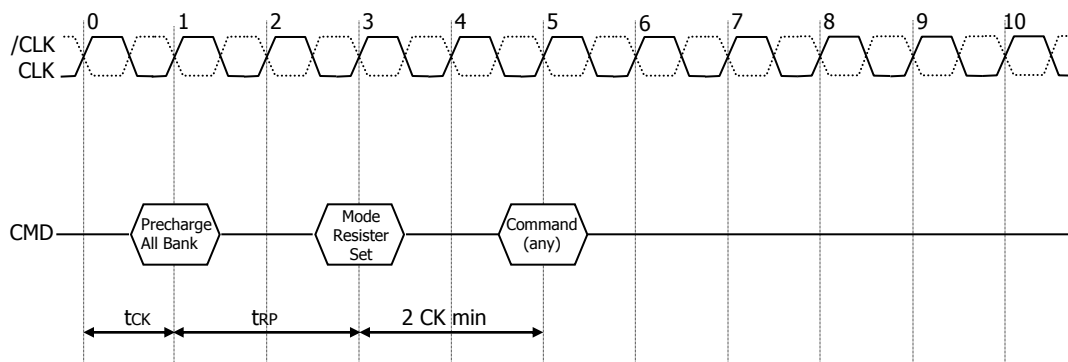 0 1 2 3 4 5 6 7 8 9 10
/CLK
CLK
CMD
Precharge
All Bank
Mode
Resister
Set
Command
(any)
tCK
tRP
2 CK min